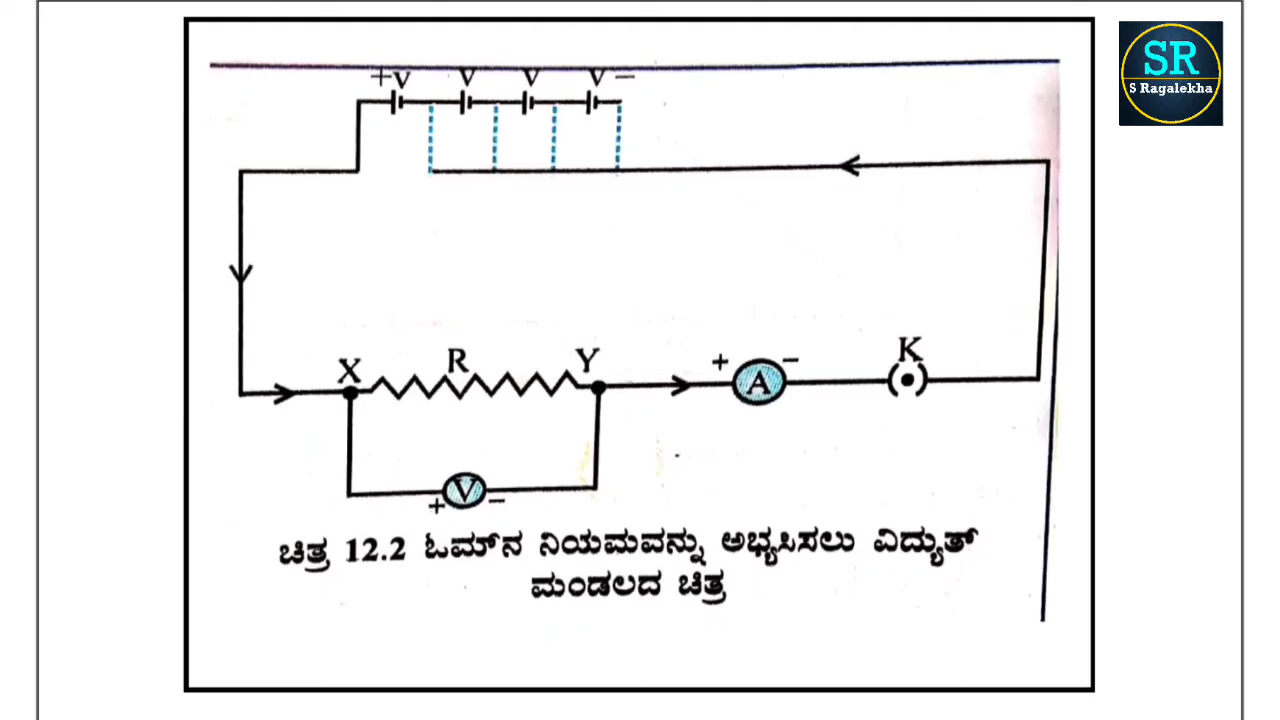 SR
S Ragalekha
+V V V V −
X R Y + A − K
+ V −
ಚಿತ್ರ 12.2 ಓಮ್‌ನ ನಿಯಮವನ್ನು ಅಭ್ಯಸಿಸಲು ವಿದ್ಯುತ್
ಮಂಡಲದ ಚಿತ್ರ